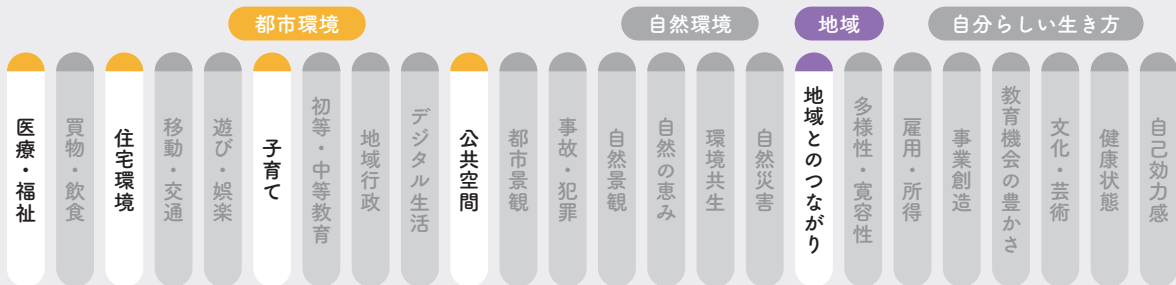 都市環境
自然環境
地域
自分らしい生き方
医療・福祉
買物・飲食
住宅環境
移動・交通
遊び・娯楽
子育て
初等・中等教育
地域行政
デジタル生活
公共空間
都市景観
事故・犯罪
自然景観
自然の恵み
環境共生
自然災害
地域とのつながり
多様性・寛容性
雇用・所得
事業創造
教育機会の豊かさ
文化・芸術
健康状態
自己効力感